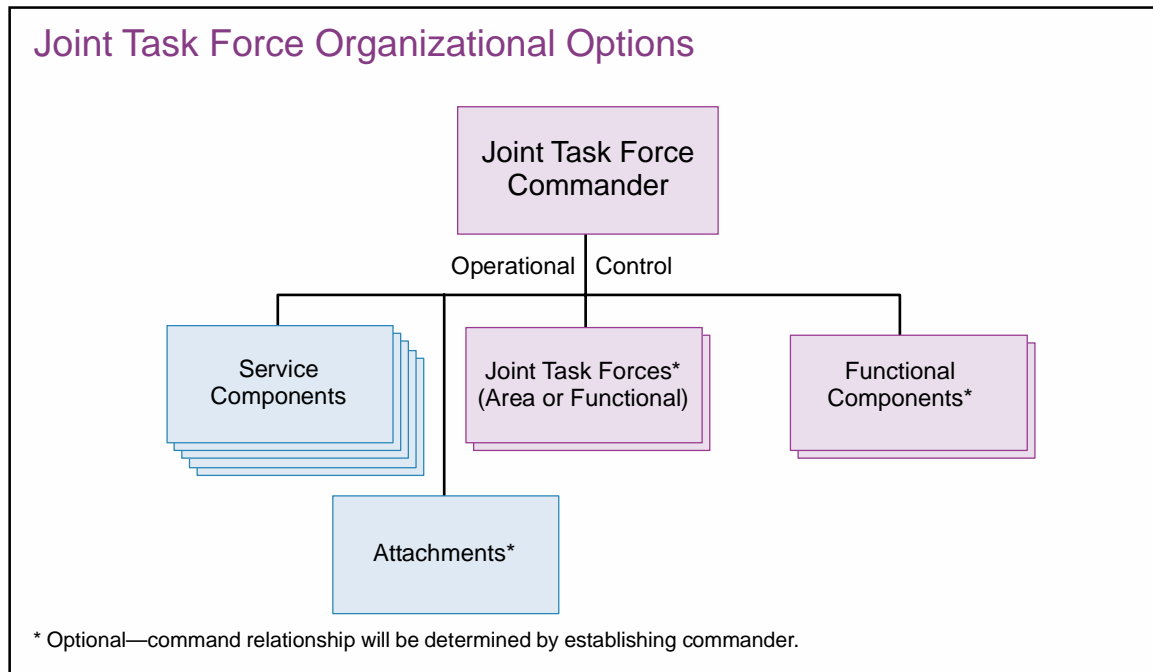 Joint Task Force Organizational Options
Joint Task Force
Commander
Operational Control
Service
Components
Joint Task Forces*
(Area or Functional)
Functional
Components*
Attachments*
* Optional—command relationship will be determined by establishing commander.